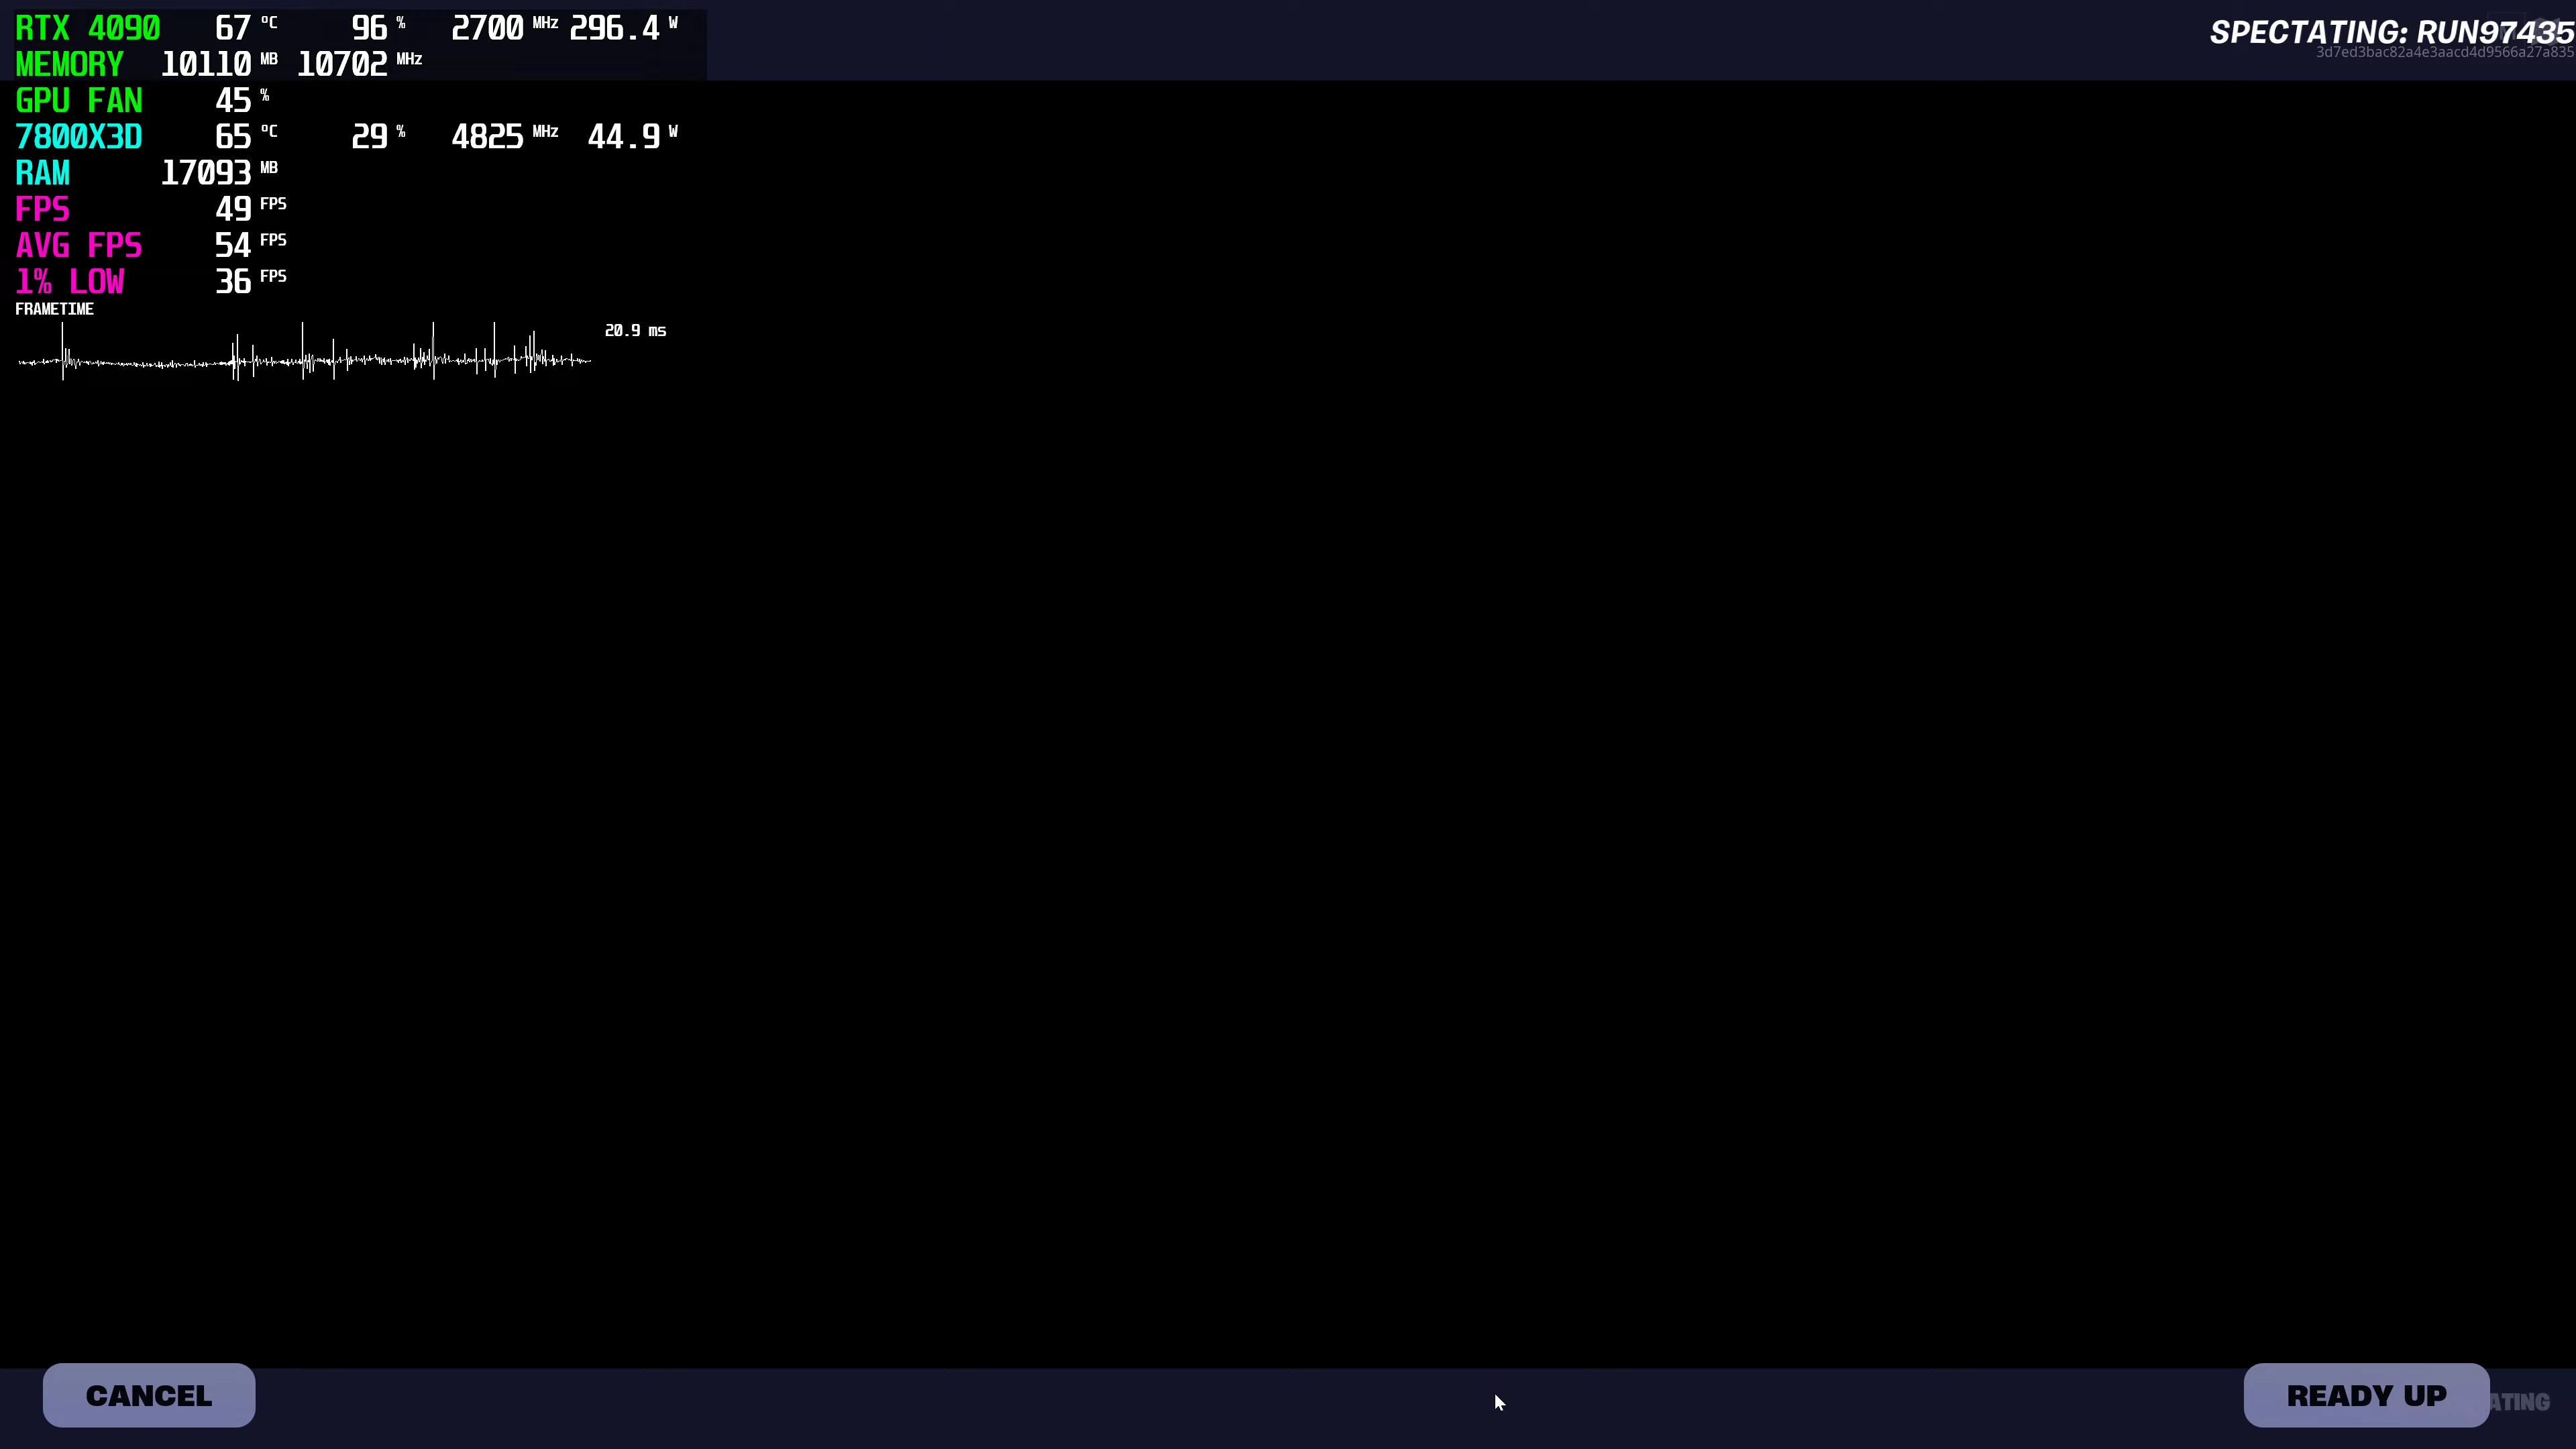 RTX 4090 67 °C 96 % 2700 MHz 296.4 W
MEMORY 10110 MB 10702 MHz
GPU FAN 45 %
7800X3D 65 °C 29 % 4825 MHz 44.9 W
RAM 17093 MB
FPS 49 FPS
AVG FPS 54 FPS
1% LOW 36 FPS
FRAMETIME
20.9 ms
SPECTATING: RUN97435
3d7ed3bac82a4e3aacd4d9566a27a835
CANCEL
READY UP
ATING